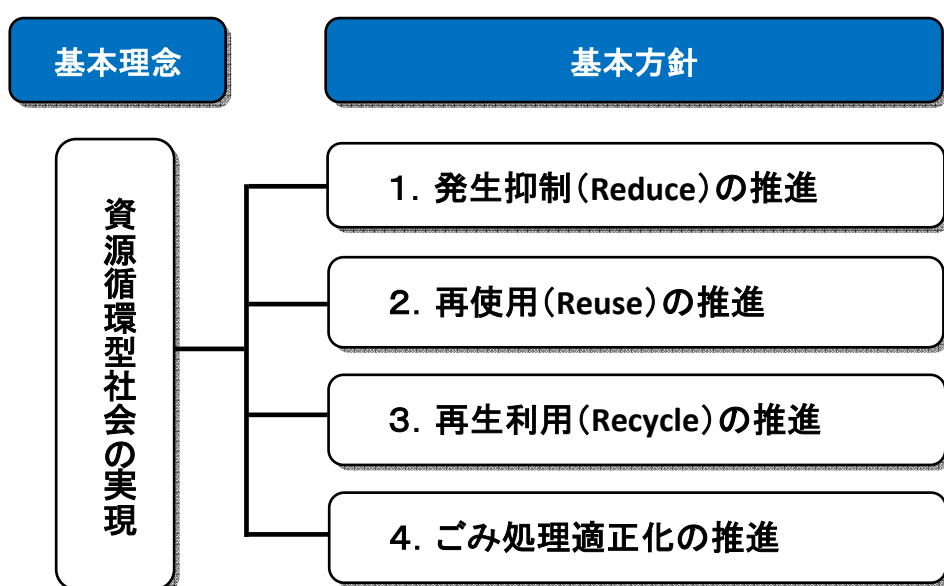 基本理念
基本方針
資源循環型社会の実現
1. 発生抑制(Reduce)の推進
2. 再使用(Reuse)の推進
3. 再生利用(Recycle)の推進
4. ごみ処理適正化の推進